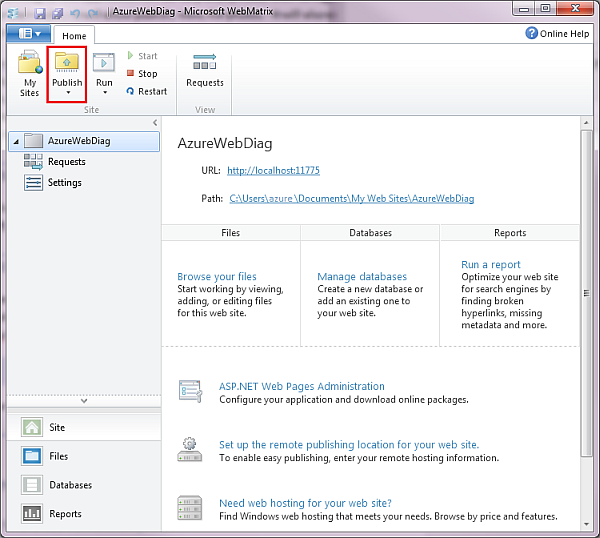 AzureWebDiag - Microsoft WebMatrix
Home
Online Help
My Sites
Publish
Run
Start
Stop
Restart
Requests
Site
View
AzureWebDiag
Requests
Settings
Site
Files
Databases
Reports
AzureWebDiag
URL: http://localhost:11775
Path: C:\Users\azure\Documents\My Web Sites\AzureWebDiag
Files
Databases
Reports
Browse your files
Start working by viewing,
adding, or editing files
for this web site.
Manage databases
Create a new database or
add an existing one to
your web site.
Run a report
Optimize your web site
for search engines by
finding broken
hyperlinks, missing
metadata and more.
ASP.NET Web Pages Administration
Configure your application and download online packages.
Set up the remote publishing location for your web site.
To enable easy publishing, enter your remote hosting information.
Need web hosting for your web site?
Find Windows web hosting that meets your needs. Browse by price and features.